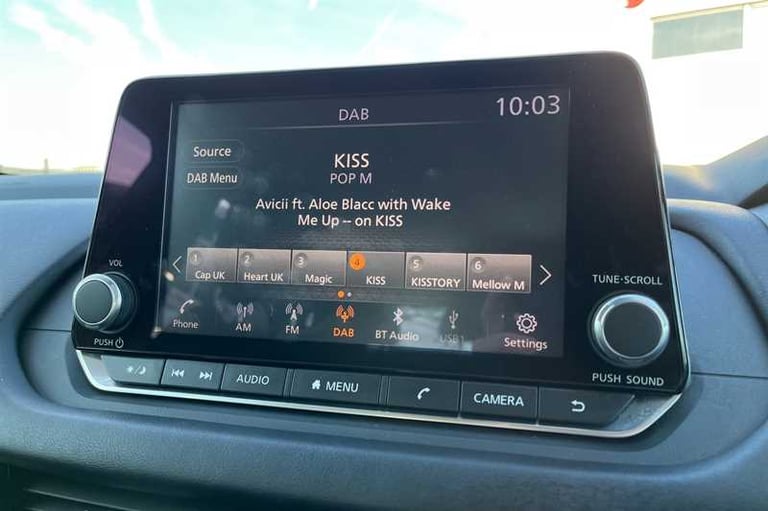 DAB
10:03
Source
DAB Menu
KISS
POP M
Avicii ft. Aloe Blacc with Wake
Me Up -- on KISS
1 2 3 4 5 6
Cap UK Heart UK Magic KISS KISSTORY Mellow M
Phone AM FM DAB BT Audio USB1 Settings
VOL
PUSH
TUNE·SCROLL
PUSH SOUND
AUDIO MENU CAMERA